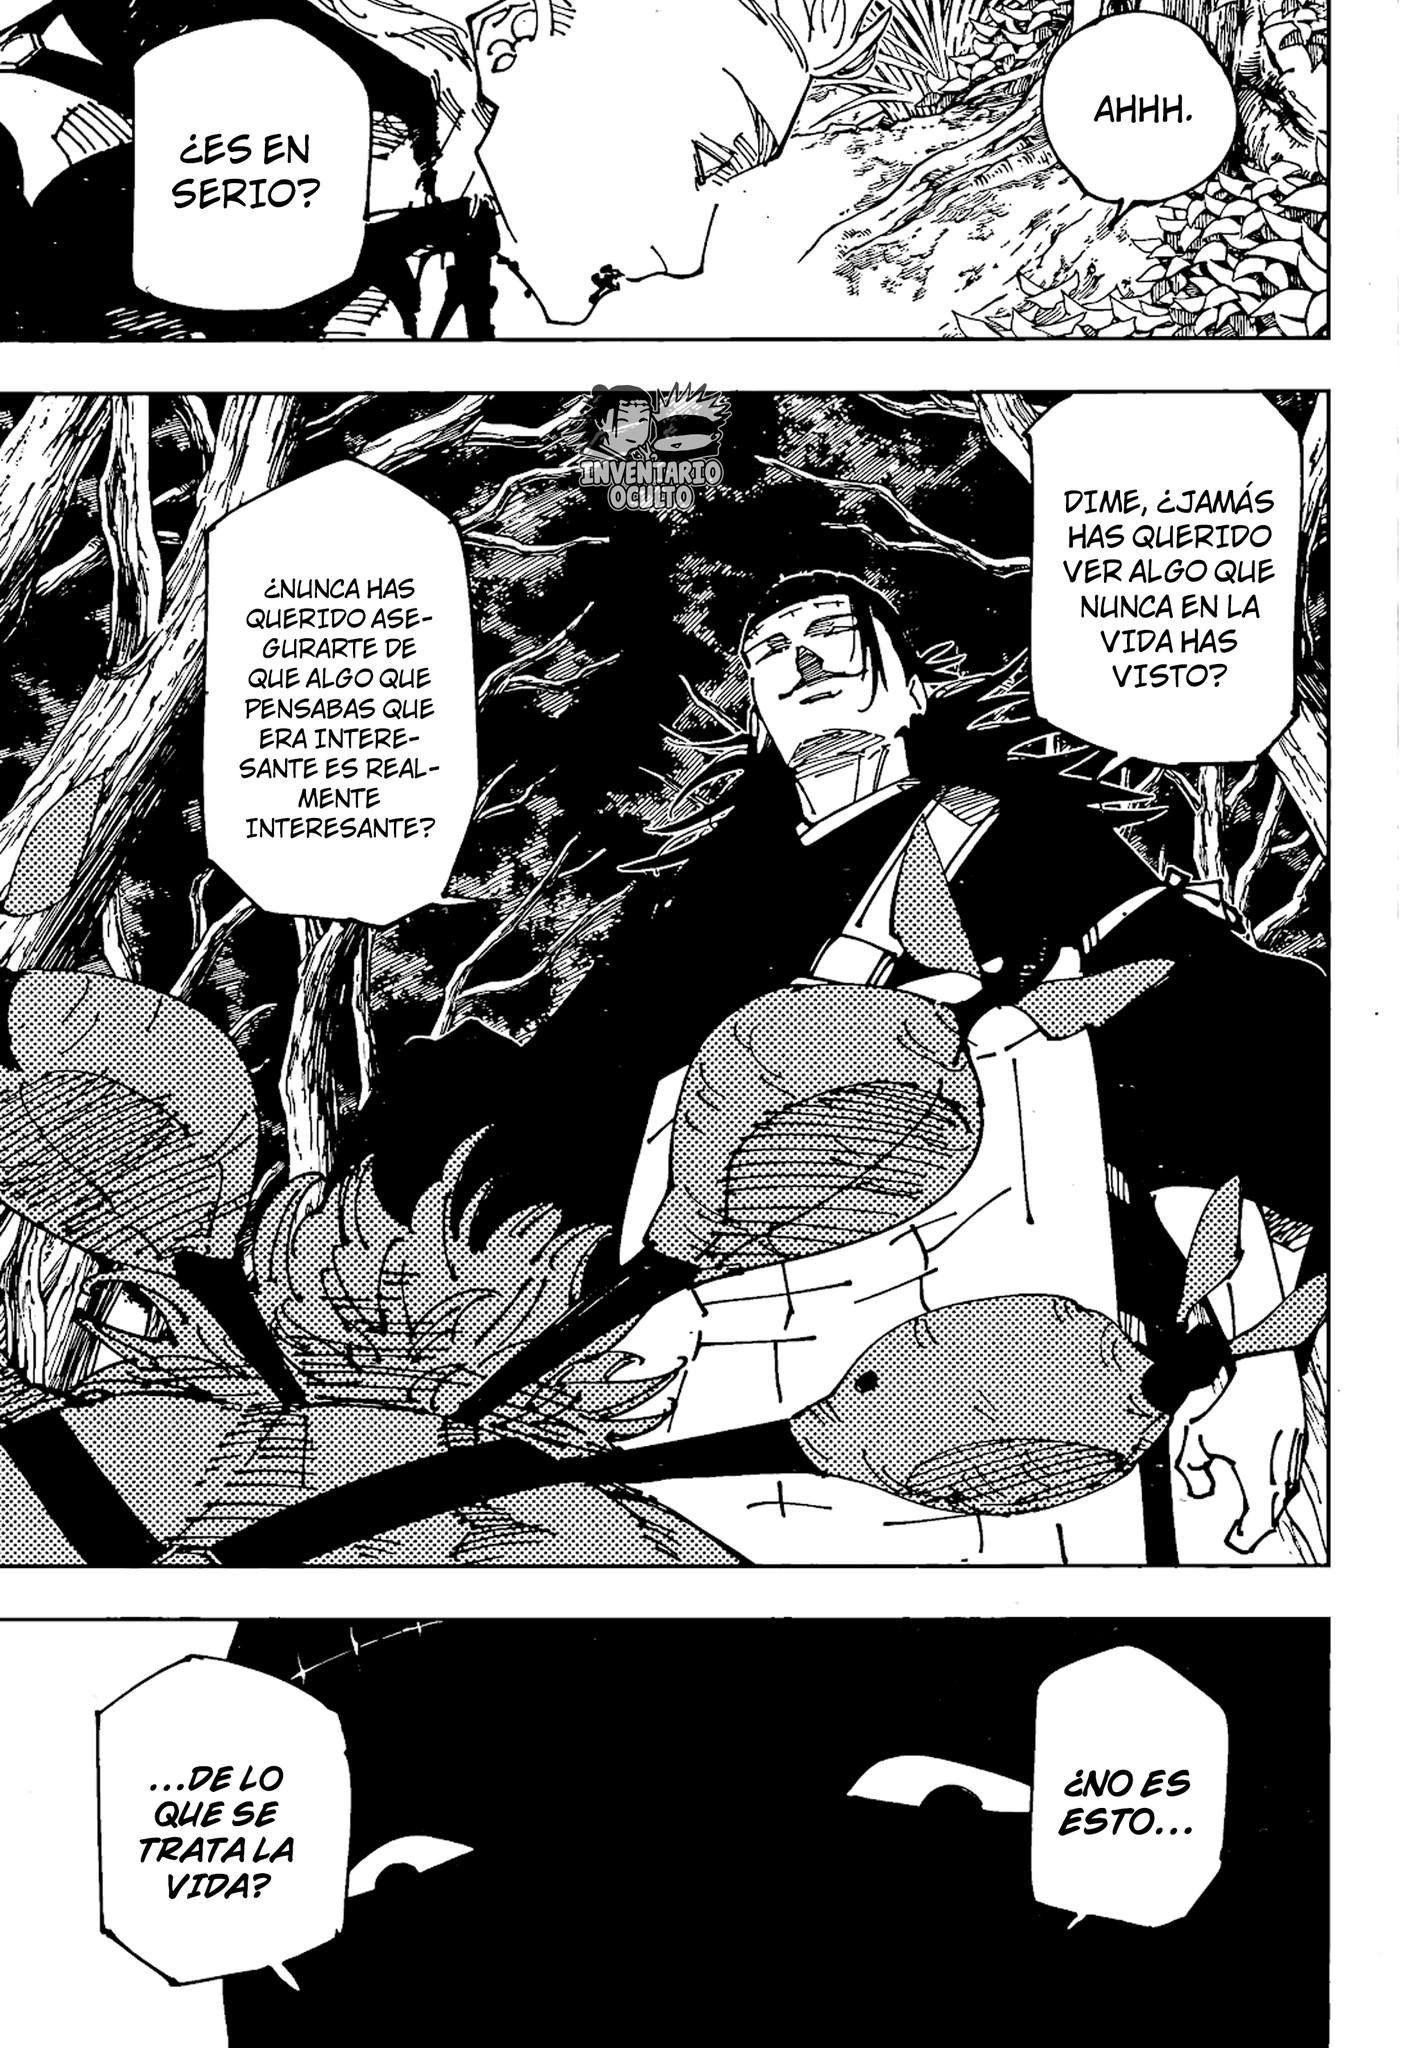 AHHH.
¿ES EN
SERIO?
INVENTARIO
OCULTO
DIME, ¿JAMÁS
HAS QUERIDO
VER ALGO QUE
NUNCA EN LA
VIDA HAS
VISTO?
¿NUNCA HAS
QUERIDO ASE-
GURARTE DE
QUE ALGO QUE
PENSABAS QUE
ERA INTERE-
SANTE ES REAL-
MENTE
INTERESANTE?
¿NO ES
ESTO...
...DE LO
QUE SE
TRATA LA
VIDA?